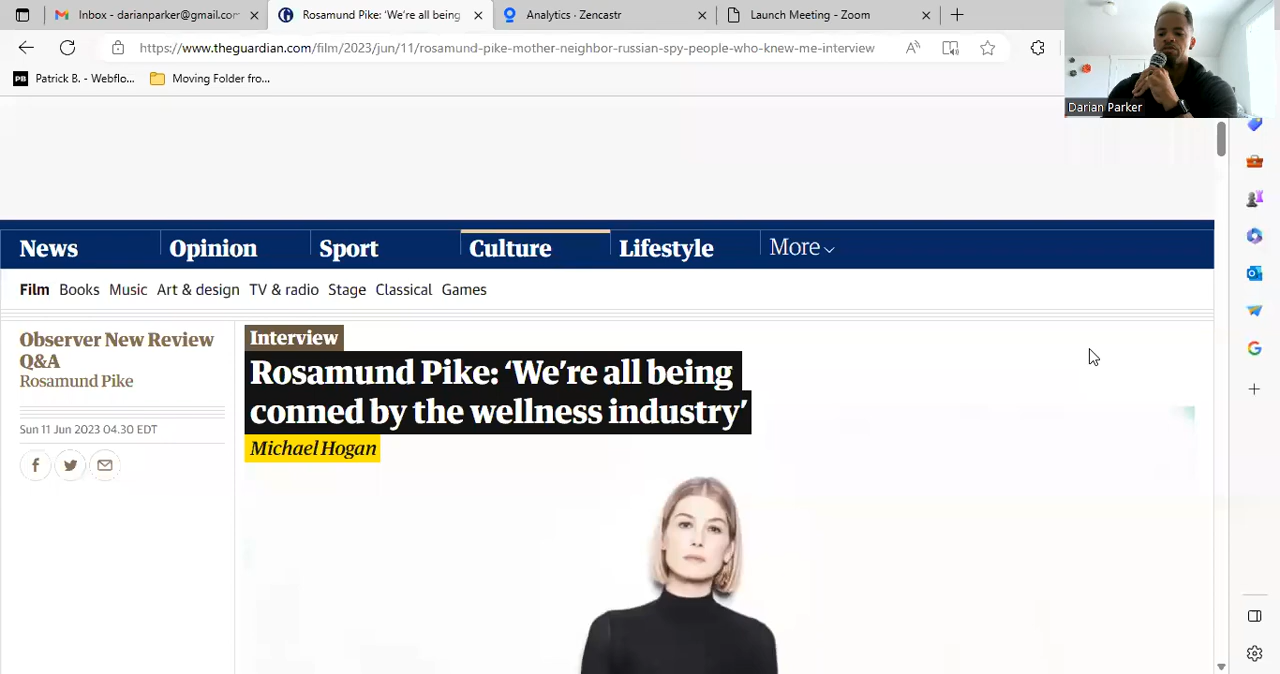 Inbox - darianparker@gmail.cor
Rosamund Pike: 'We're all being
Analytics · Zencastr
Launch Meeting - Zoom
https://www.theguardian.com/film/2023/jun/11/rosamund-pike-mother-neighbor-russian-spy-people-who-knew-me-interview
PB Patrick B. - Webflo...
Moving Folder fro...
Darian Parker
News
Opinion
Sport
Culture
Lifestyle
More
Film Books Music Art & design TV & radio Stage Classical Games
Observer New Review
Q&A
Rosamund Pike
Sun 11 Jun 2023 04.30 EDT
Interview
Rosamund Pike: ‘We’re all being
conned by the wellness industry’
Michael Hogan